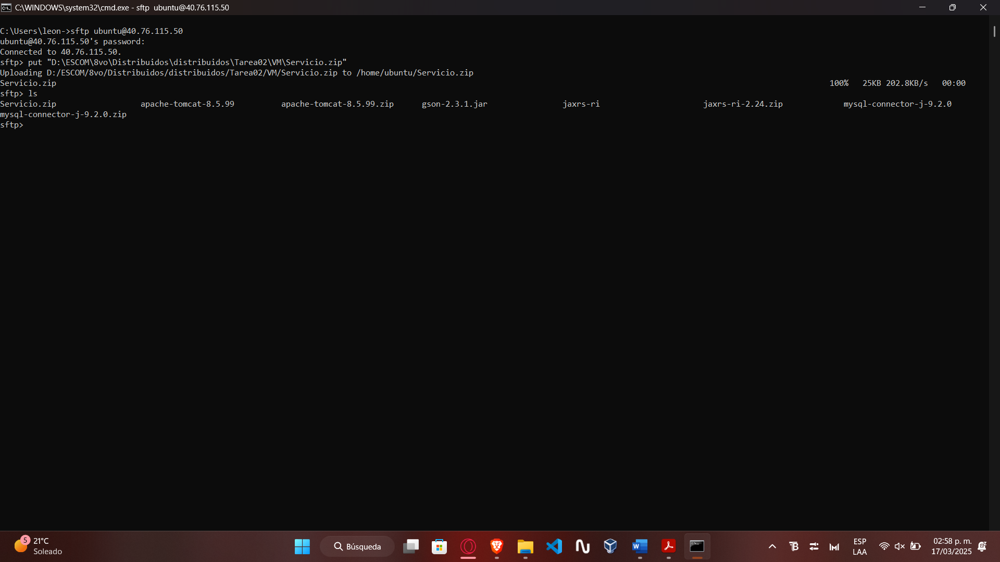 C:\WINDOWS\system32\cmd.exe - sftp  ubuntu@40.76.115.50
C:\Users\leon->sftp ubuntu@40.76.115.50
ubuntu@40.76.115.50's password:
Connected to 40.76.115.50.
sftp> put "D:\ESCOM\8vo\Distribuidos\distribuidos\Tarea02\VM\Servicio.zip"
Uploading D:/ESCOM/8vo/Distribuidos/distribuidos/Tarea02/VM/Servicio.zip to /home/ubuntu/Servicio.zip
Servicio.zip 100% 25KB 202.8KB/s 00:00
sftp> ls
Servicio.zip apache-tomcat-8.5.99 apache-tomcat-8.5.99.zip gson-2.3.1.jar jaxrs-ri jaxrs-ri-2.24.zip mysql-connector-j-9.2.0
mysql-connector-j-9.2.0.zip
sftp>
5
21°C
Soleado
Búsqueda
ESP
LAA
02:58 p. m.
17/03/2025